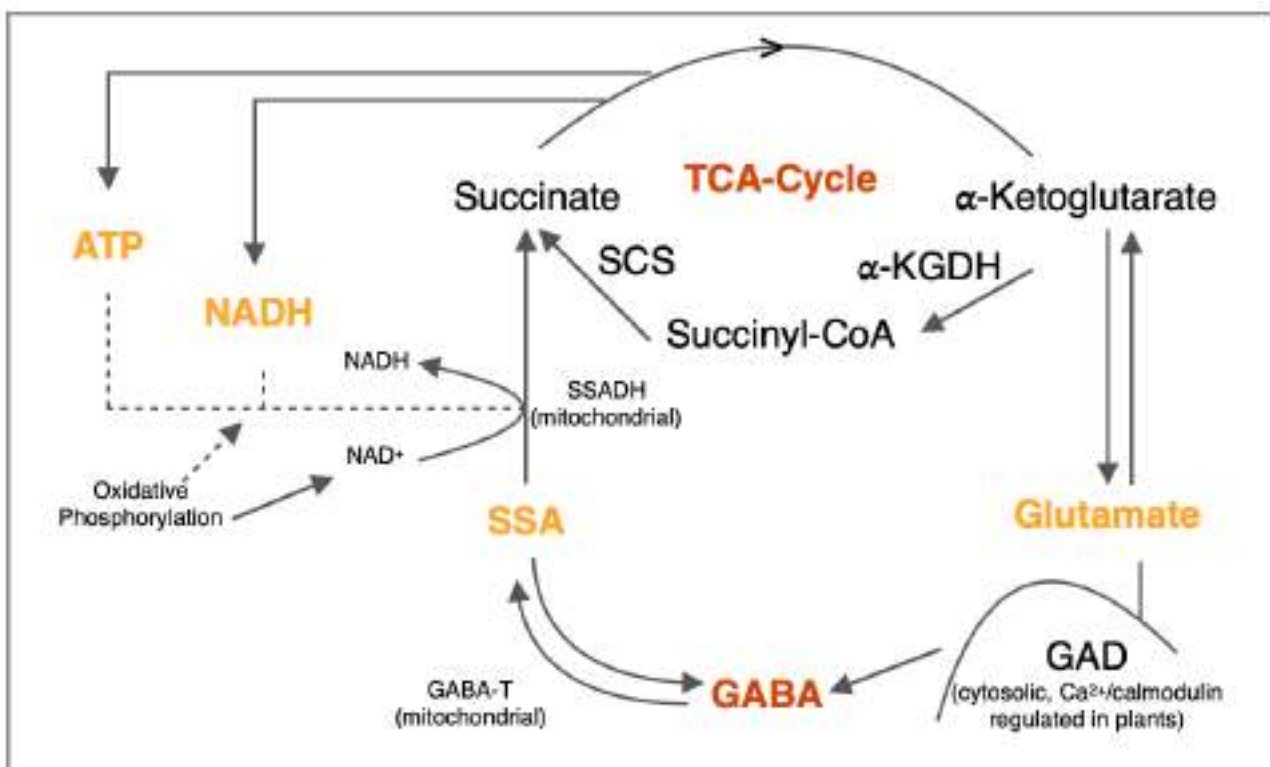 TCA-Cycle
Succinate
α-Ketoglutarate
ATP
SCS
α-KGDH
NADH
Succinyl-CoA
NADH
SSADH
(mitochondrial)
NAD+
Oxidative
Phosphorylation
SSA
Glutamate
GAD
(cytosolic, Ca²⁺/calmodulin
regulated in plants)
GABA-T
(mitochondrial)
GABA